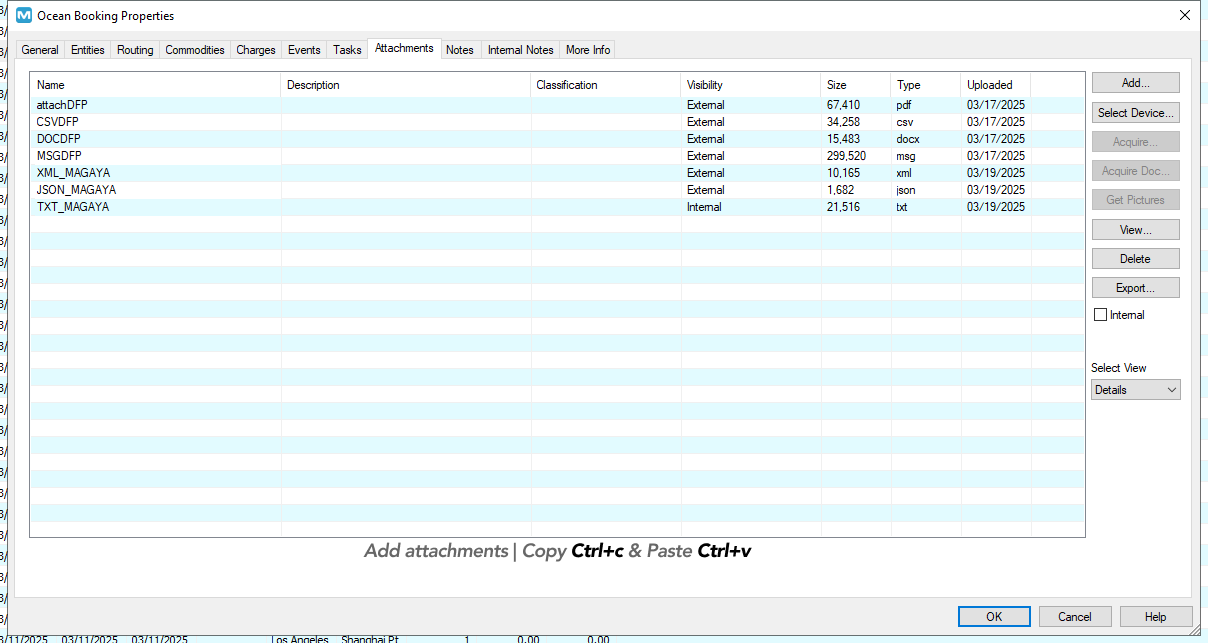 Ocean Booking Properties
General Entities Routing Commodities Charges Events Tasks Attachments Notes Internal Notes More Info
Name Description Classification Visibility Size Type Uploaded
attachDFP External 67,410 pdf 03/17/2025
CSVDFP External 34,258 csv 03/17/2025
DOCDFP External 15,483 docx 03/17/2025
MSGDFP External 299,520 msg 03/17/2025
XML_MAGAYA External 10,165 xml 03/19/2025
JSON_MAGAYA External 1,682 json 03/19/2025
TXT_MAGAYA Internal 21,516 txt 03/19/2025
Add...
Select Device...
Acquire...
Acquire Doc...
Get Pictures
View...
Delete
Export...
Internal
Select View
Details
Add attachments | Copy Ctrl+c & Paste Ctrl+v
OK Cancel Help
3/11/2025 03/11/2025 03/11/2025 Los Angeles Shanghai Pt 1 0.00 0.00